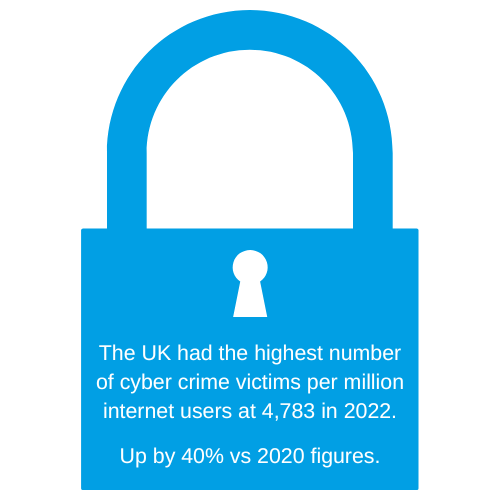 The UK had the highest number
of cyber crime victims per million
internet users at 4,783 in 2022.
Up by 40% vs 2020 figures.